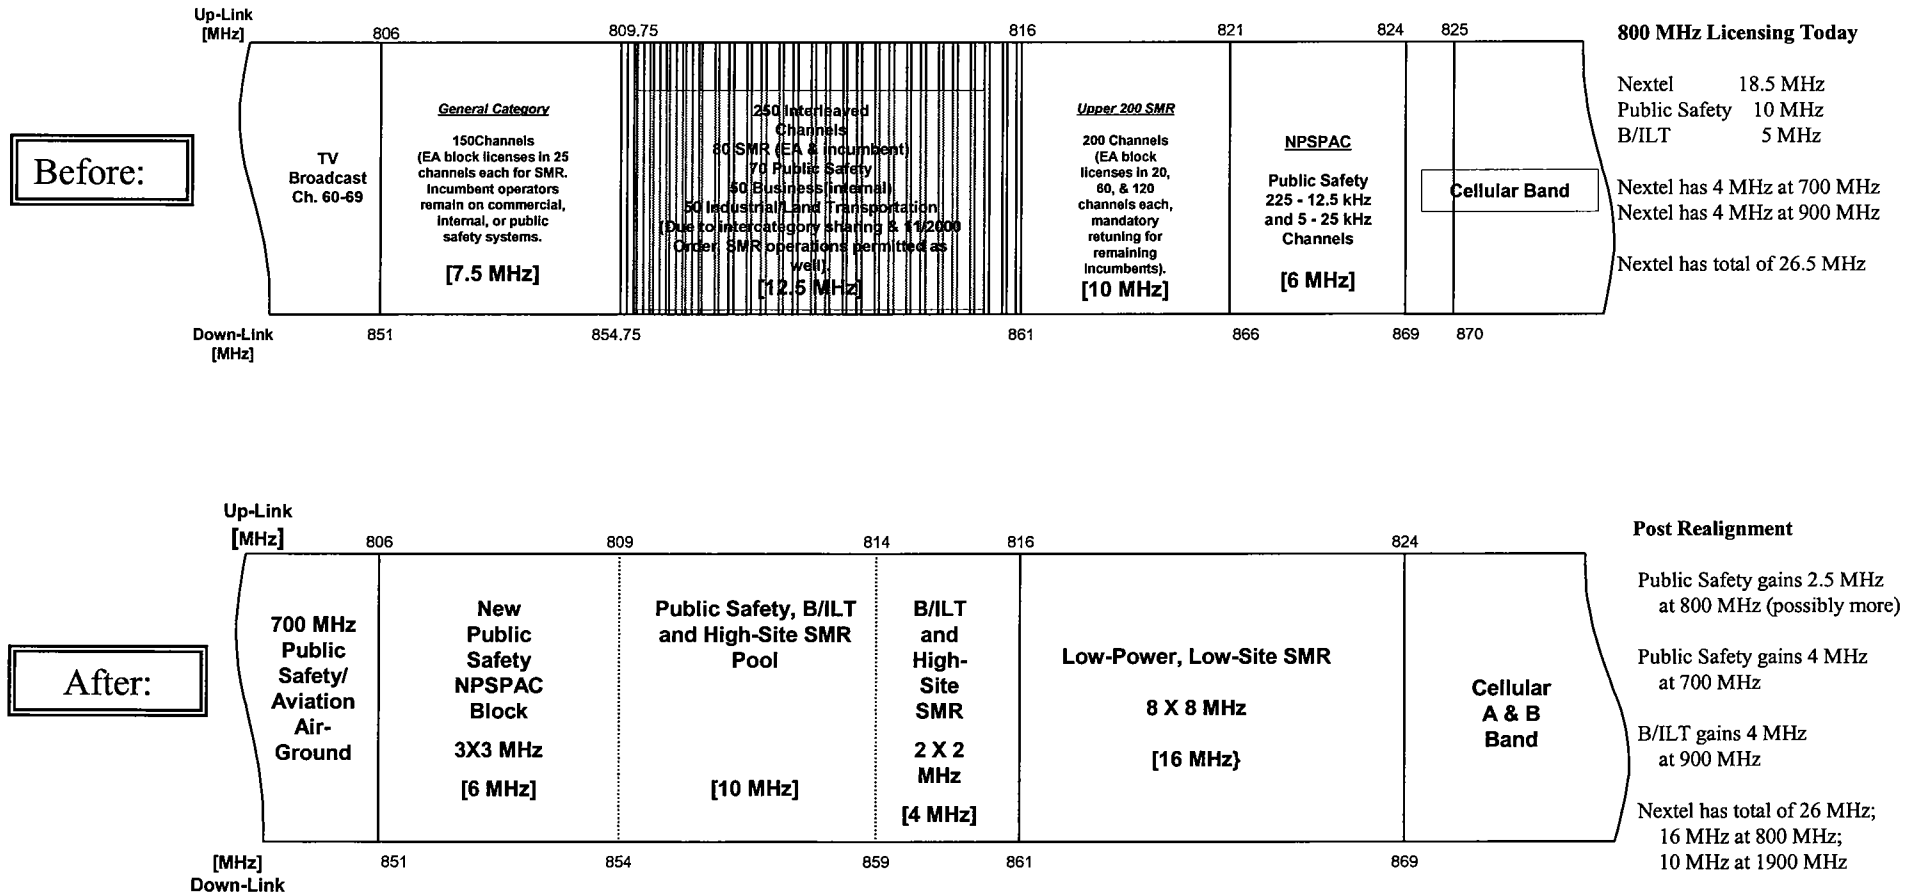 Up-Link
[MHz]
806
809.75
816
821
824
825
800 MHz Licensing Today
Before:
TV
Broadcast
Ch. 60-69
General Category
150Channels
(EA block licenses in 25
channels each for SMR.
Incumbent operators
remain on commercial,
internal, or public
safety systems.
[7.5 MHz]
250 Interleaved
Channels
80 SMR (EA & incumbent)
70 Public Safety
50 Business(internal)
50 Industrial/Land Transportation
[Due to intercategory sharing & 11/2000
Order, SMR operations permitted as
well].
[12.5 MHz]
Upper 200 SMR
200 Channels
(EA block
licenses in 20,
60, & 120
channels each,
mandatory
retuning for
remaining
incumbents).
[10 MHz]
NPSPAC
Public Safety
225 - 12.5 kHz
and 5 - 25 kHz
Channels
[6 MHz]
Cellular Band
Nextel 18.5 MHz
Public Safety 10 MHz
B/ILT 5 MHz
Nextel has 4 MHz at 700 MHz
Nextel has 4 MHz at 900 MHz
Nextel has total of 26.5 MHz
Down-Link
[MHz]
851
854.75
861
866
869
870
Up-Link
[MHz]
806
809
814
816
824
Post Realignment
After:
700 MHz
Public
Safety/
Aviation
Air-
Ground
New
Public
Safety
NPSPAC
Block
3X3 MHz
[6 MHz]
Public Safety, B/ILT
and High-Site SMR
Pool
[10 MHz]
B/ILT
and
High-
Site
SMR
2 X 2
MHz
[4 MHz]
Low-Power, Low-Site SMR
8 X 8 MHz
[16 MHz}
Cellular
A & B
Band
Public Safety gains 2.5 MHz
at 800 MHz (possibly more)
Public Safety gains 4 MHz
at 700 MHz
B/ILT gains 4 MHz
at 900 MHz
Nextel has total of 26 MHz;
16 MHz at 800 MHz;
10 MHz at 1900 MHz
[MHz]
Down-Link
851
854
859
861
869